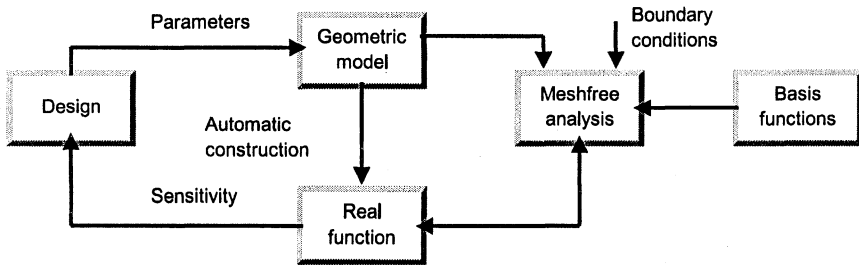 Parameters
Geometric
model
Boundary
conditions
Design
Meshfree
analysis
Basis
functions
Automatic
construction
Sensitivity
Real
function